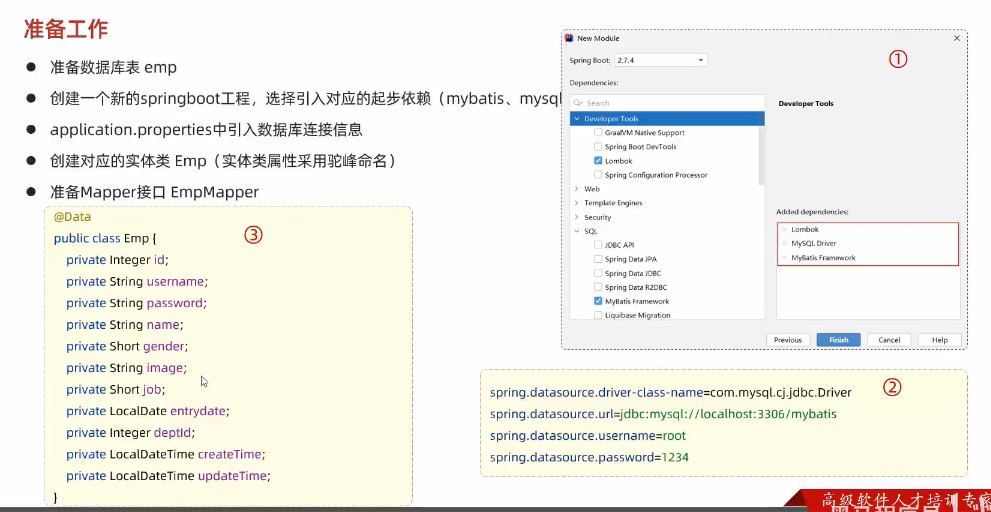 准备工作
● 准备数据库表 emp
● 创建一个新的springboot工程，选择引入对应的起步依赖（mybatis、mysql
● application.properties中引入数据库连接信息
● 创建对应的实体类 Emp（实体类属性采用驼峰命名）
● 准备Mapper接口 EmpMapper
@Data
public class Emp {
③
private Integer id;
private String username;
private String password;
private String name;
private Short gender;
private String image;
private Short job;
private LocalDate entrydate;
private Integer deptId;
private LocalDateTime createTime;
private LocalDateTime updateTime;
}
New Module
①
Spring Boot: 2.7.4
Dependencies:
Search
Developer Tools
GraalVM Native Support
Spring Boot DevTools
Lombok
Spring Configuration Processor
Web
Template Engines
Security
SQL
JDBC API
Spring Data JPA
Spring Data JDBC
Spring Data R2DBC
MyBatis Framework
Liquibase Migration
Developer Tools
Added dependencies:
Lombok
MySQL Driver
MyBatis Framework
Previous Finish Cancel Help
②
spring.datasource.driver-class-name=com.mysql.cj.jdbc.Driver
spring.datasource.url=jdbc:mysql://localhost:3306/mybatis
spring.datasource.username=root
spring.datasource.password=1234
高级软件人才培训专家